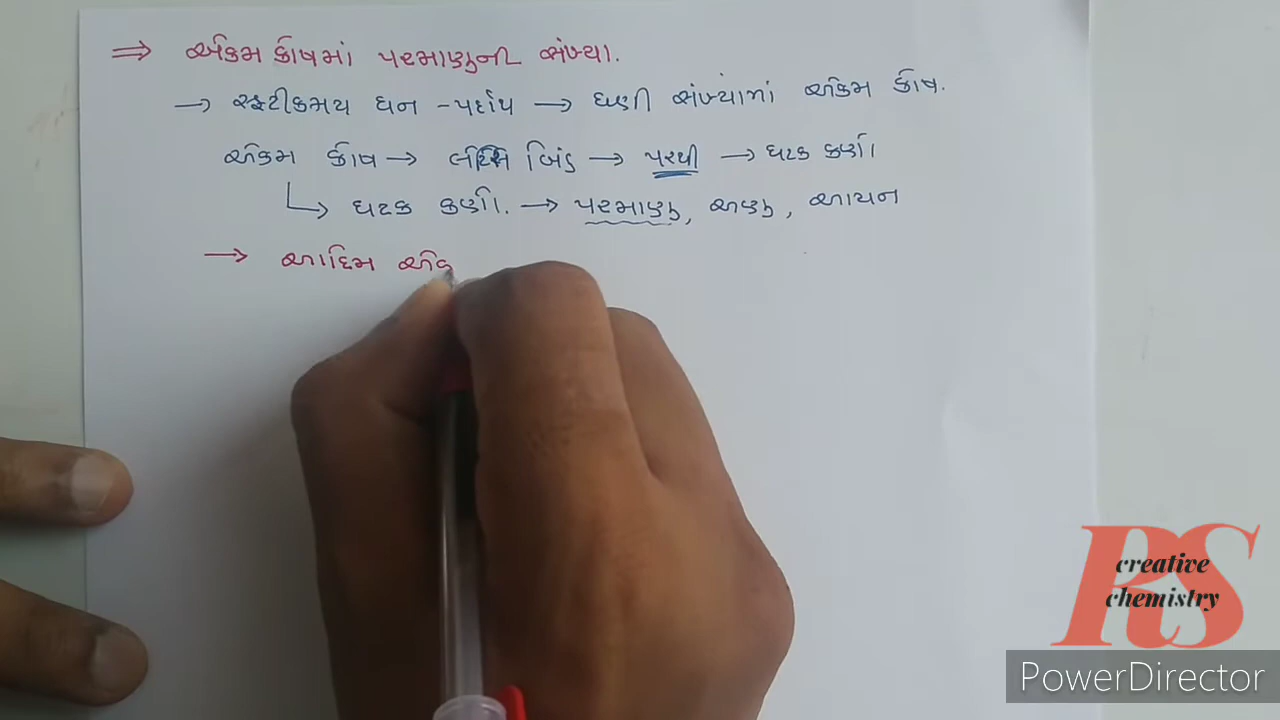 ⇒ એકમ કોષમાં પરમાણુની સંખ્યા.
→ સ્ફટીકમય ઘન - પદાર્થ → ઘણી સંખ્યામાં એકમ કોષ.
એકમ કોષ → બિંદુ → પરથી → ઘટક કણો
↳ ઘટક કણો. → પરમાણુ, અણુ, આયન
→ આદિમ
RS
creative
chemistry
PowerDirector